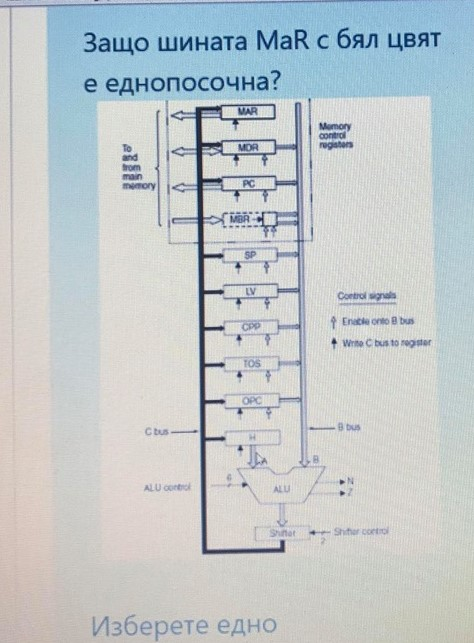 Защо шината MaR с бял цвят
е еднопосочна?
MAR
Memory
control
registers
To
and
from
main
memory
MDR
PC
MBR
SP
LV
Control signals
Enable onto B bus
CPP
Write C bus to register
TOS
OPC
C bus
B bus
H
A
B
6
ALU control
ALU
N
Z
Shifter
Shifter control
2
Изберете едно